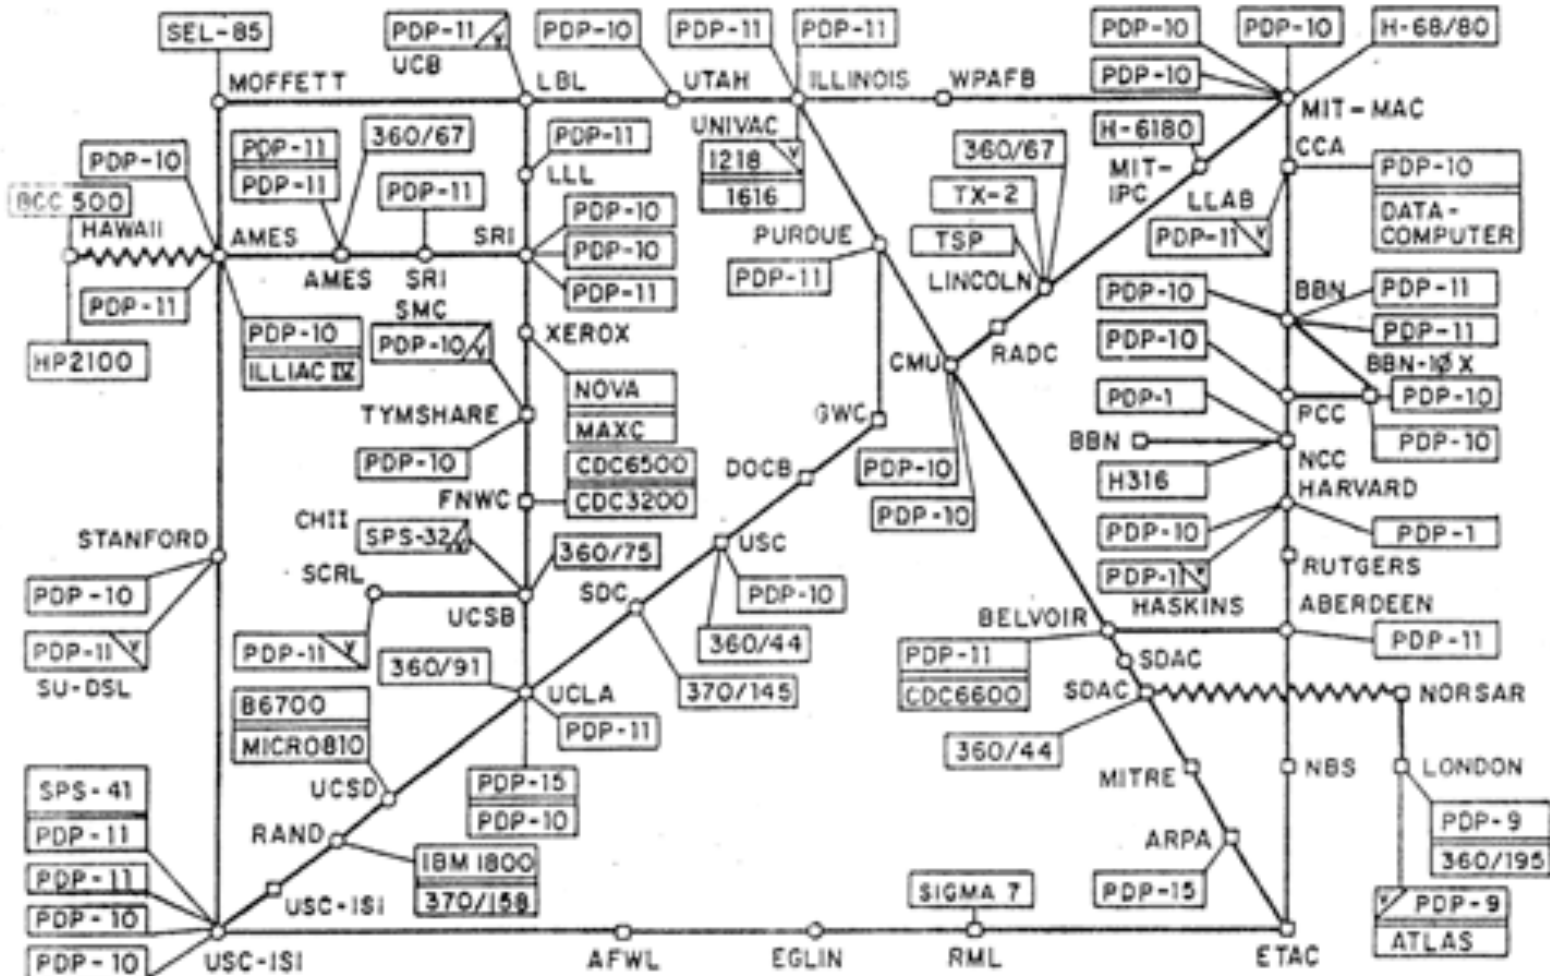 SEL-85
PDP-11 Y
UCB
PDP-10
PDP-11
PDP-11
PDP-10
PDP-10
H-68/80
PDP-10
MOFFETT
LBL
UTAH
ILLINOIS
WPAFB
MIT-MAC
UNIVAC
1218 Y
1616
H-6180
MIT-
IPC
CCA
PDP-10
DATA-
COMPUTER
LLAB
PDP-11 Y
PDP-10
PDP-11
PDP-11
360/67
PDP-11
PDP-11
LLL
360/67
TX-2
TSP
BCC 500
HAWAII
AMES
AMES
SRI
SRI
PDP-10
PDP-10
PDP-11
PURDUE
PDP-11
LINCOLN
RADC
PDP-11
HP2100
PDP-10
ILLIAC IV
SMC
PDP-10 Y
XEROX
NOVA
MAXC
CMU
PDP-10
BBN
PDP-11
PDP-11
PDP-10
BBN-1Ø X
PDP-10
PCC
PDP-10
TYMSHARE
PDP-10
GWC
PDP-10
PDP-10
PDP-1
BBN
NCC
H316
HARVARD
DOCB
CDC6500
CDC3200
FNWC
CHII
SPS-32
PDP-10
PDP-1
PDP-11 Y
HASKINS
RUTGERS
STANFORD
PDP-10
PDP-11 Y
SU-DSL
SCRL
PDP-11 Y
UCSB
360/75
SDC
USC
PDP-10
360/44
370/145
BELVOIR
ABERDEEN
PDP-11
PDP-11
CDC6600
SDAC
SDAC
NORSAR
360/44
360/91
UCLA
PDP-11
B6700
MICRO810
UCSD
PDP-15
PDP-10
MITRE
NBS
LONDON
PDP-9
360/195
Y PDP-9
ATLAS
SPS-41
PDP-11
PDP-11
PDP-10
PDP-10
RAND
IBM 1800
370/158
USC-ISI
USC-ISI
AFWL
EGLIN
SIGMA 7
RML
ARPA
PDP-15
ETAC